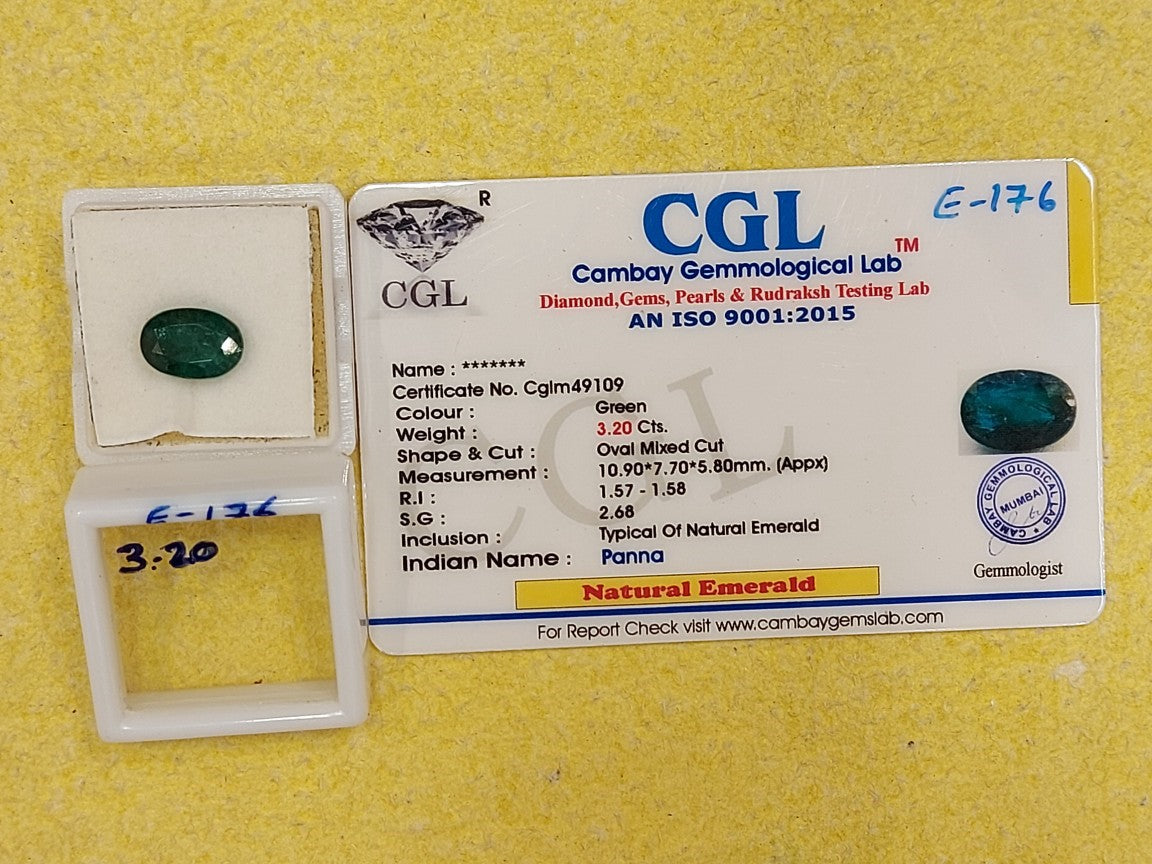 R
CGL
CGL
TM
Cambay Gemmological Lab
Diamond,Gems, Pearls & Rudraksh Testing Lab
AN ISO 9001:2015
E-176
Name : *******
Certificate No. Cglm49109
Colour : Green
Weight : 3.20 Cts.
Shape & Cut : Oval Mixed Cut
Measurement : 10.90*7.70*5.80mm. (Appx)
R.I : 1.57 - 1.58
S.G : 2.68
Inclusion : Typical Of Natural Emerald
Indian Name : Panna
Natural Emerald
For Report Check visit www.cambaygemslab.com
CGL
CAMBAY GEMMOLOGICAL LAB
MUMBAI
Gemmologist
E-176
3.20